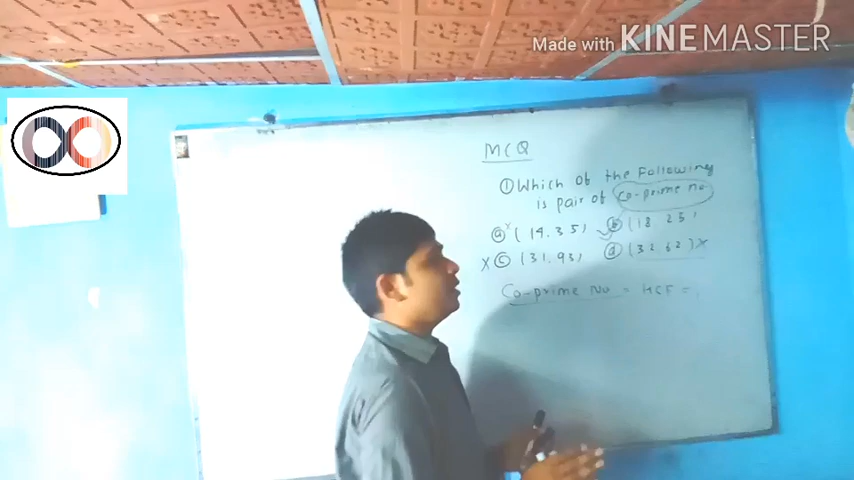 Made with KINEMASTER
MCQ
① Which of the Following
is pair of Co-prime no
ⓐ (14, 35) ⓑ (18, 25)
X ⓒ (31, 93) ⓓ (32, 62) X
Co-prime No = HCF =